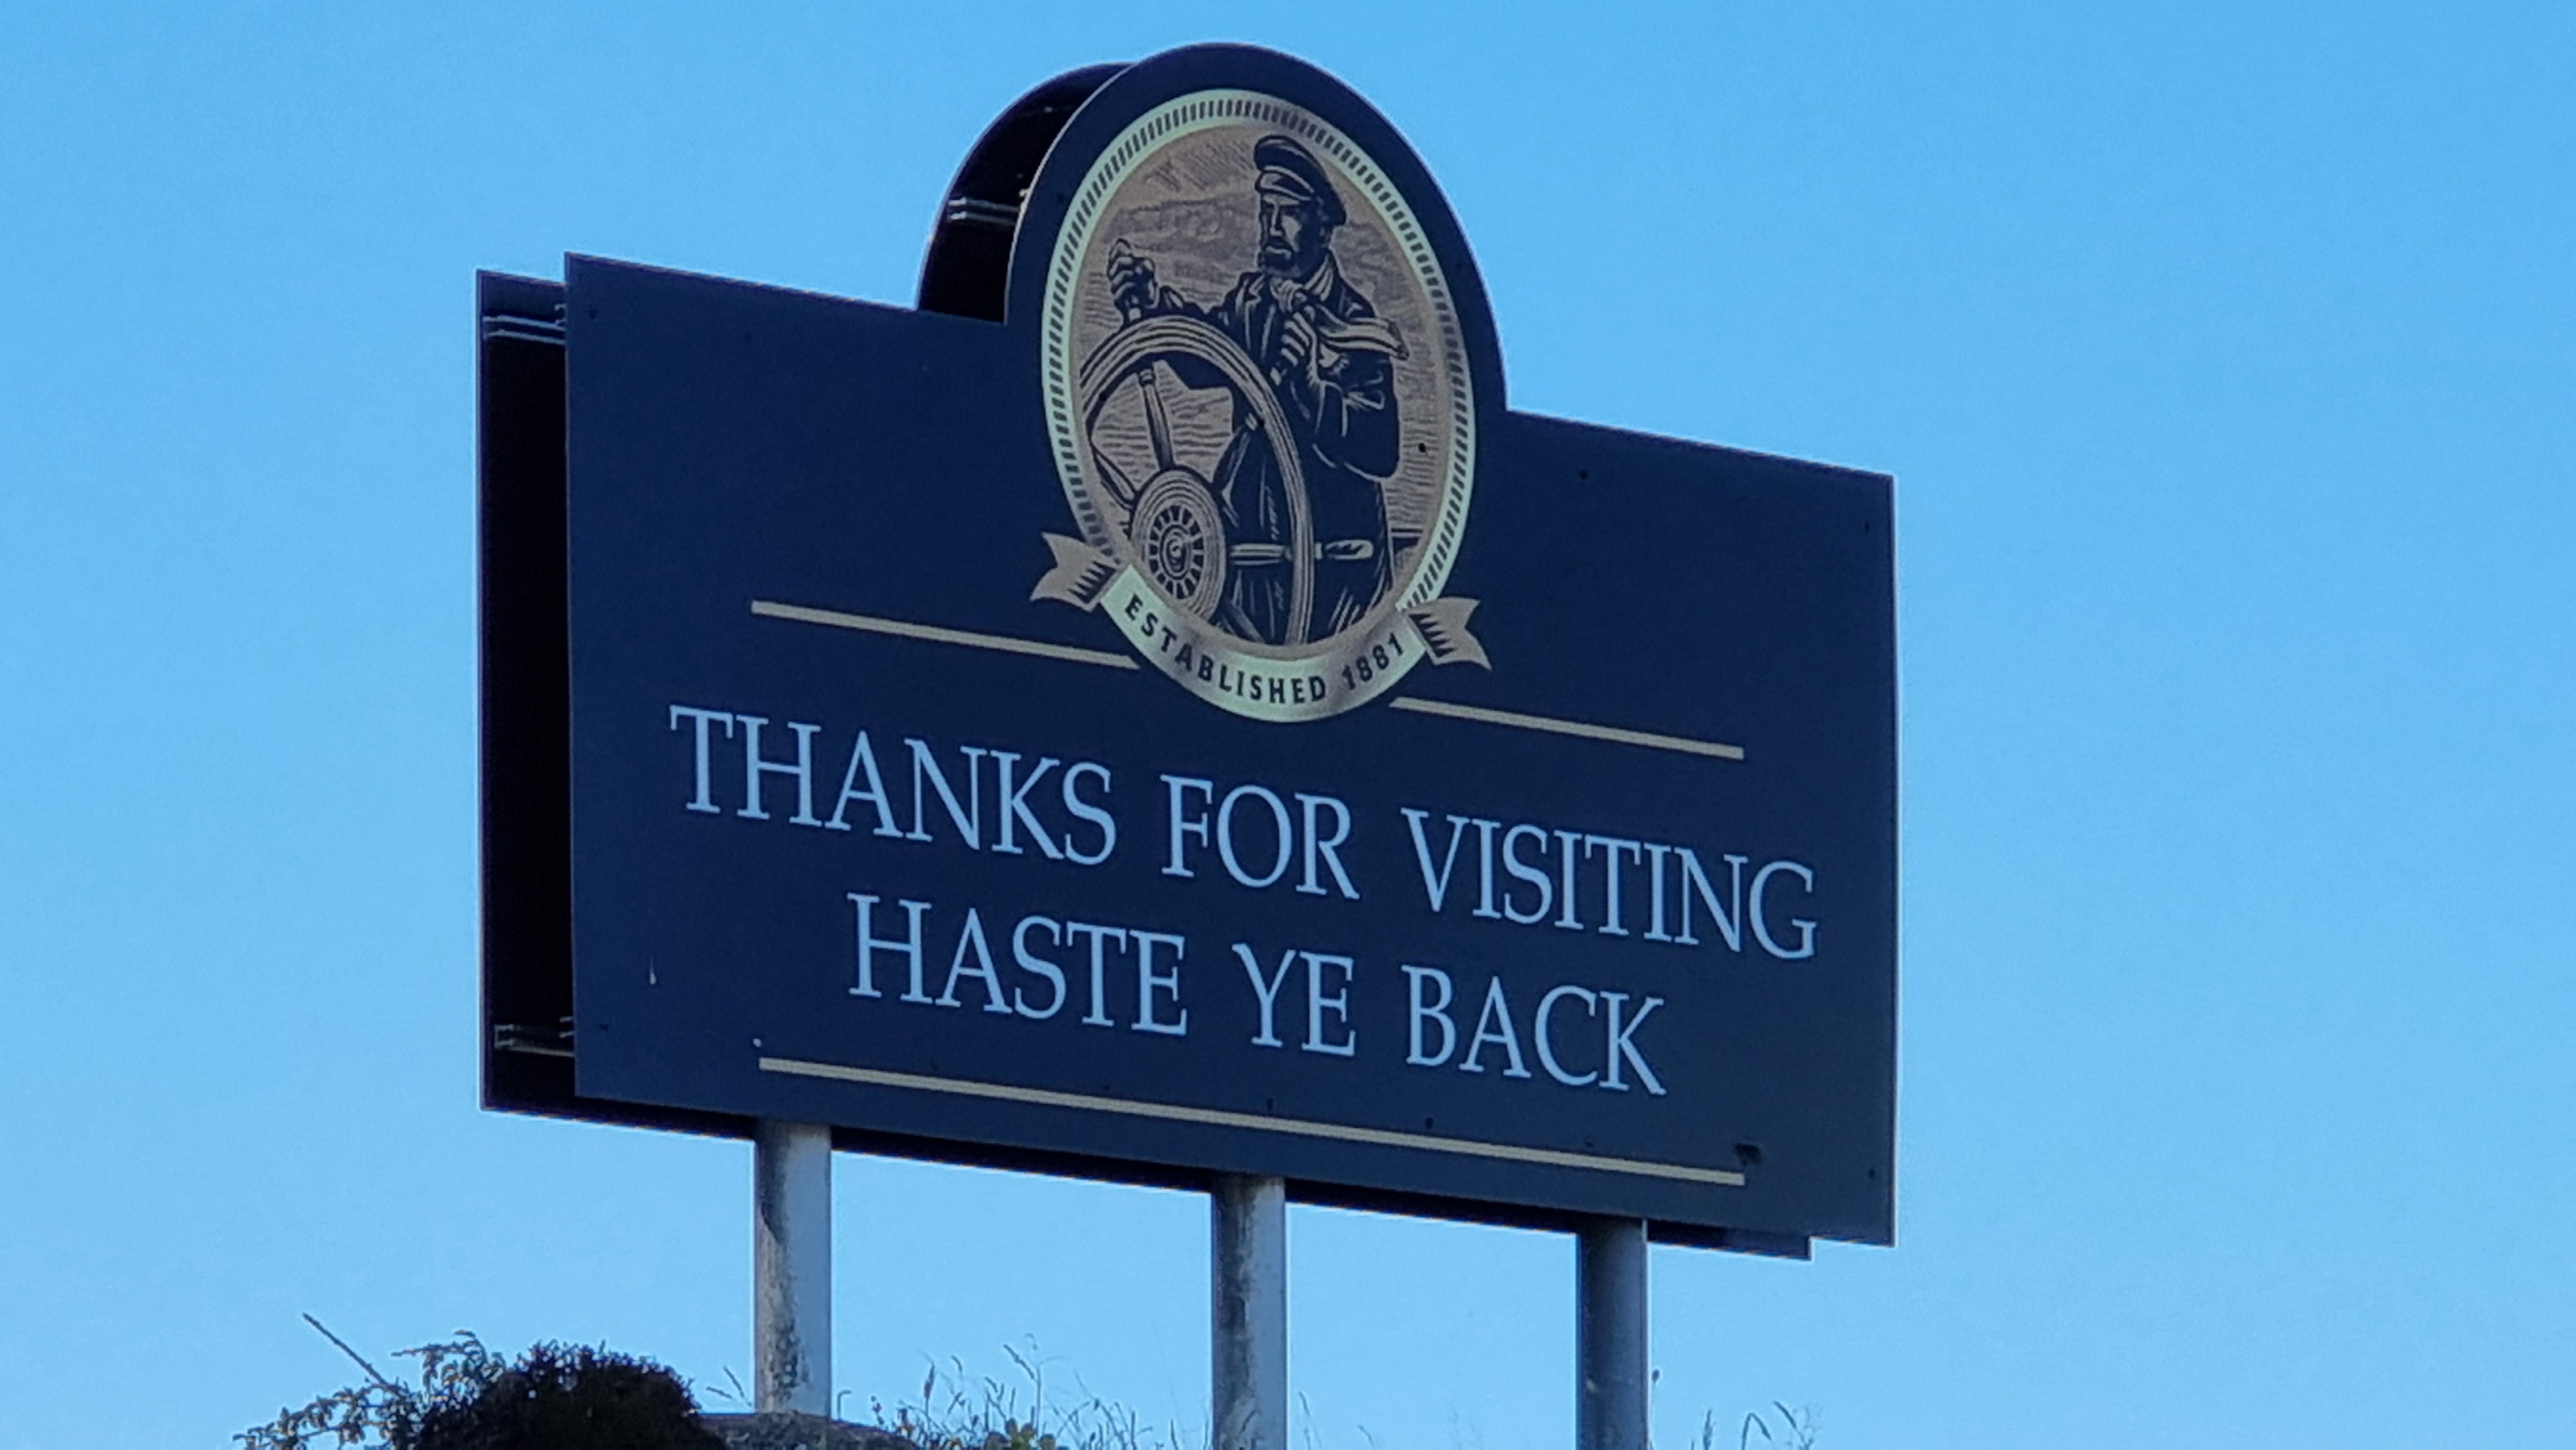 ESTABLISHED 1881
THANKS FOR VISITING
HASTE YE BACK